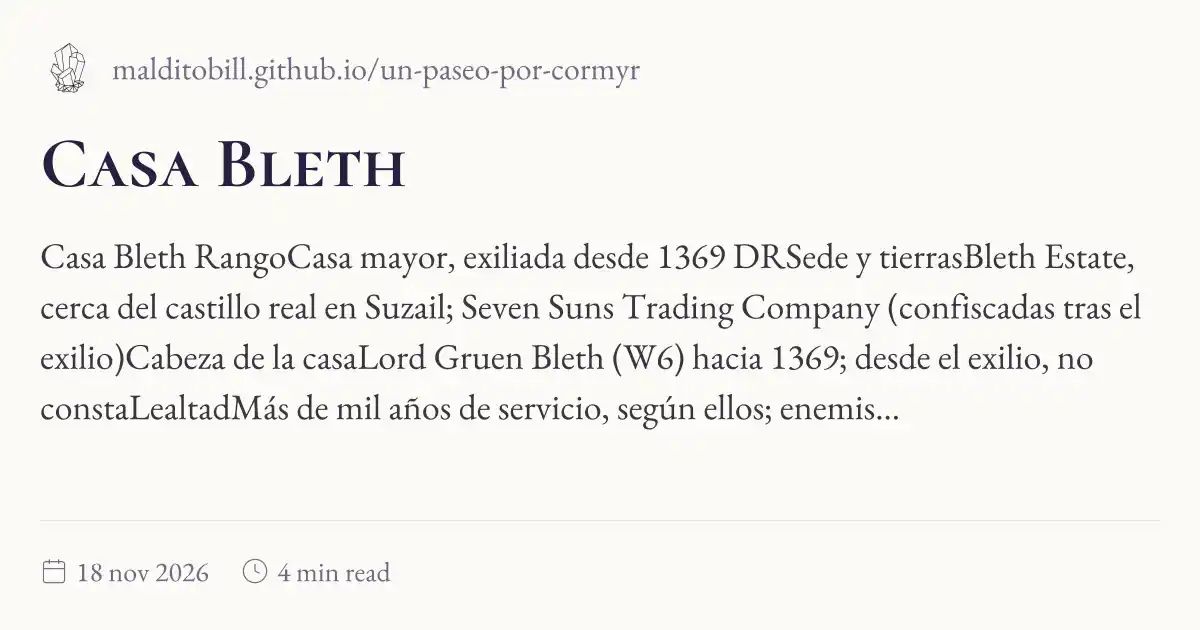 malditobill.github.io/un-paseo-por-cormyr
Casa Bleth
Casa Bleth RangoCasa mayor, exiliada desde 1369 DRSede y tierrasBleth Estate,
cerca del castillo real en Suzail; Seven Suns Trading Company (confiscadas tras el
exilio)Cabeza de la casaLord Gruen Bleth (W6) hacia 1369; desde el exilio, no
constaLealtadMás de mil años de servicio, según ellos; enemis...
18 nov 2026 4 min read